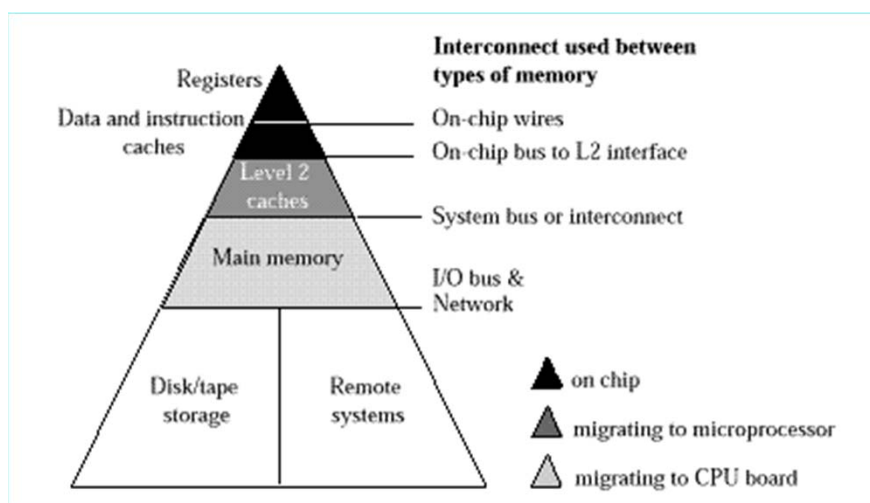 Interconnect used between
types of memory
Registers
Data and instruction
caches
On-chip wires
On-chip bus to L2 interface
Level 2
caches
System bus or interconnect
Main memory
I/O bus &
Network
Disk/tape
storage
Remote
systems
on chip
migrating to microprocessor
migrating to CPU board